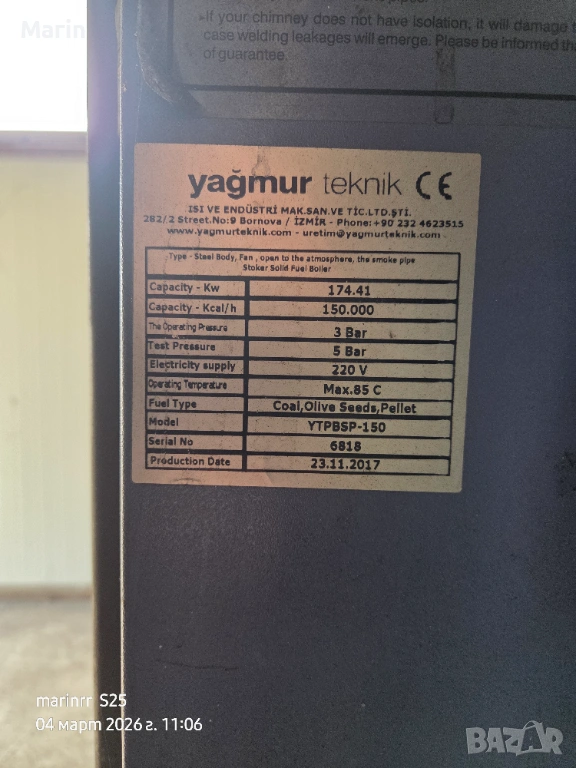 Marin
If your chimney does not have isolation, it will damage
case welding leakages will emerge. Please be informed the
of guarantee.
yağmur teknik CE
ISI VE ENDÜSTRİ MAK.SAN.VE TİC.LTD.ŞTİ.
282/2 Street.No:9 Bornova / İZMİR - Phone:+90 232 4623515
www.yagmurteknik.com - uretim@yagmurteknik.com
Type - Steel Body, Fan , open to the atmosphere, the smoke pipe
Stoker Solid Fuel Boiler
Capacity - Kw 174.41
Capacity - Kcal/h 150.000
The Operating Pressure 3 Bar
Test Pressure 5 Bar
Electricity supply 220 V
Operating Temperature Max.85 C
Fuel Type Coal,Olive Seeds,Pellet
Model YTPBSP-150
Serial No 6818
Production Date 23.11.2017
marinrr S25
04 март 2026 г. 11:06
BAZAR